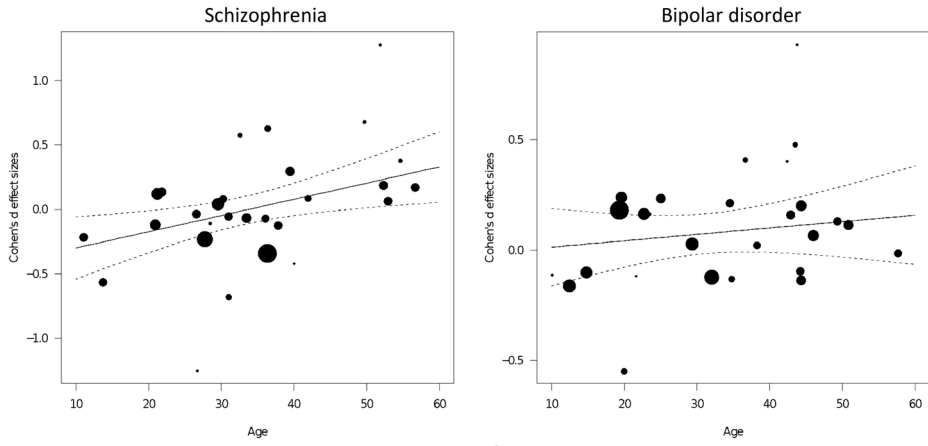 Schizophrenia
Cohen's d effect sizes
1.0
0.5
0.0
−0.5
−1.0
10 20 30 40 50 60
Age
Bipolar disorder
Cohen's d effect sizes
0.5
0.0
−0.5
10 20 30 40 50 60
Age